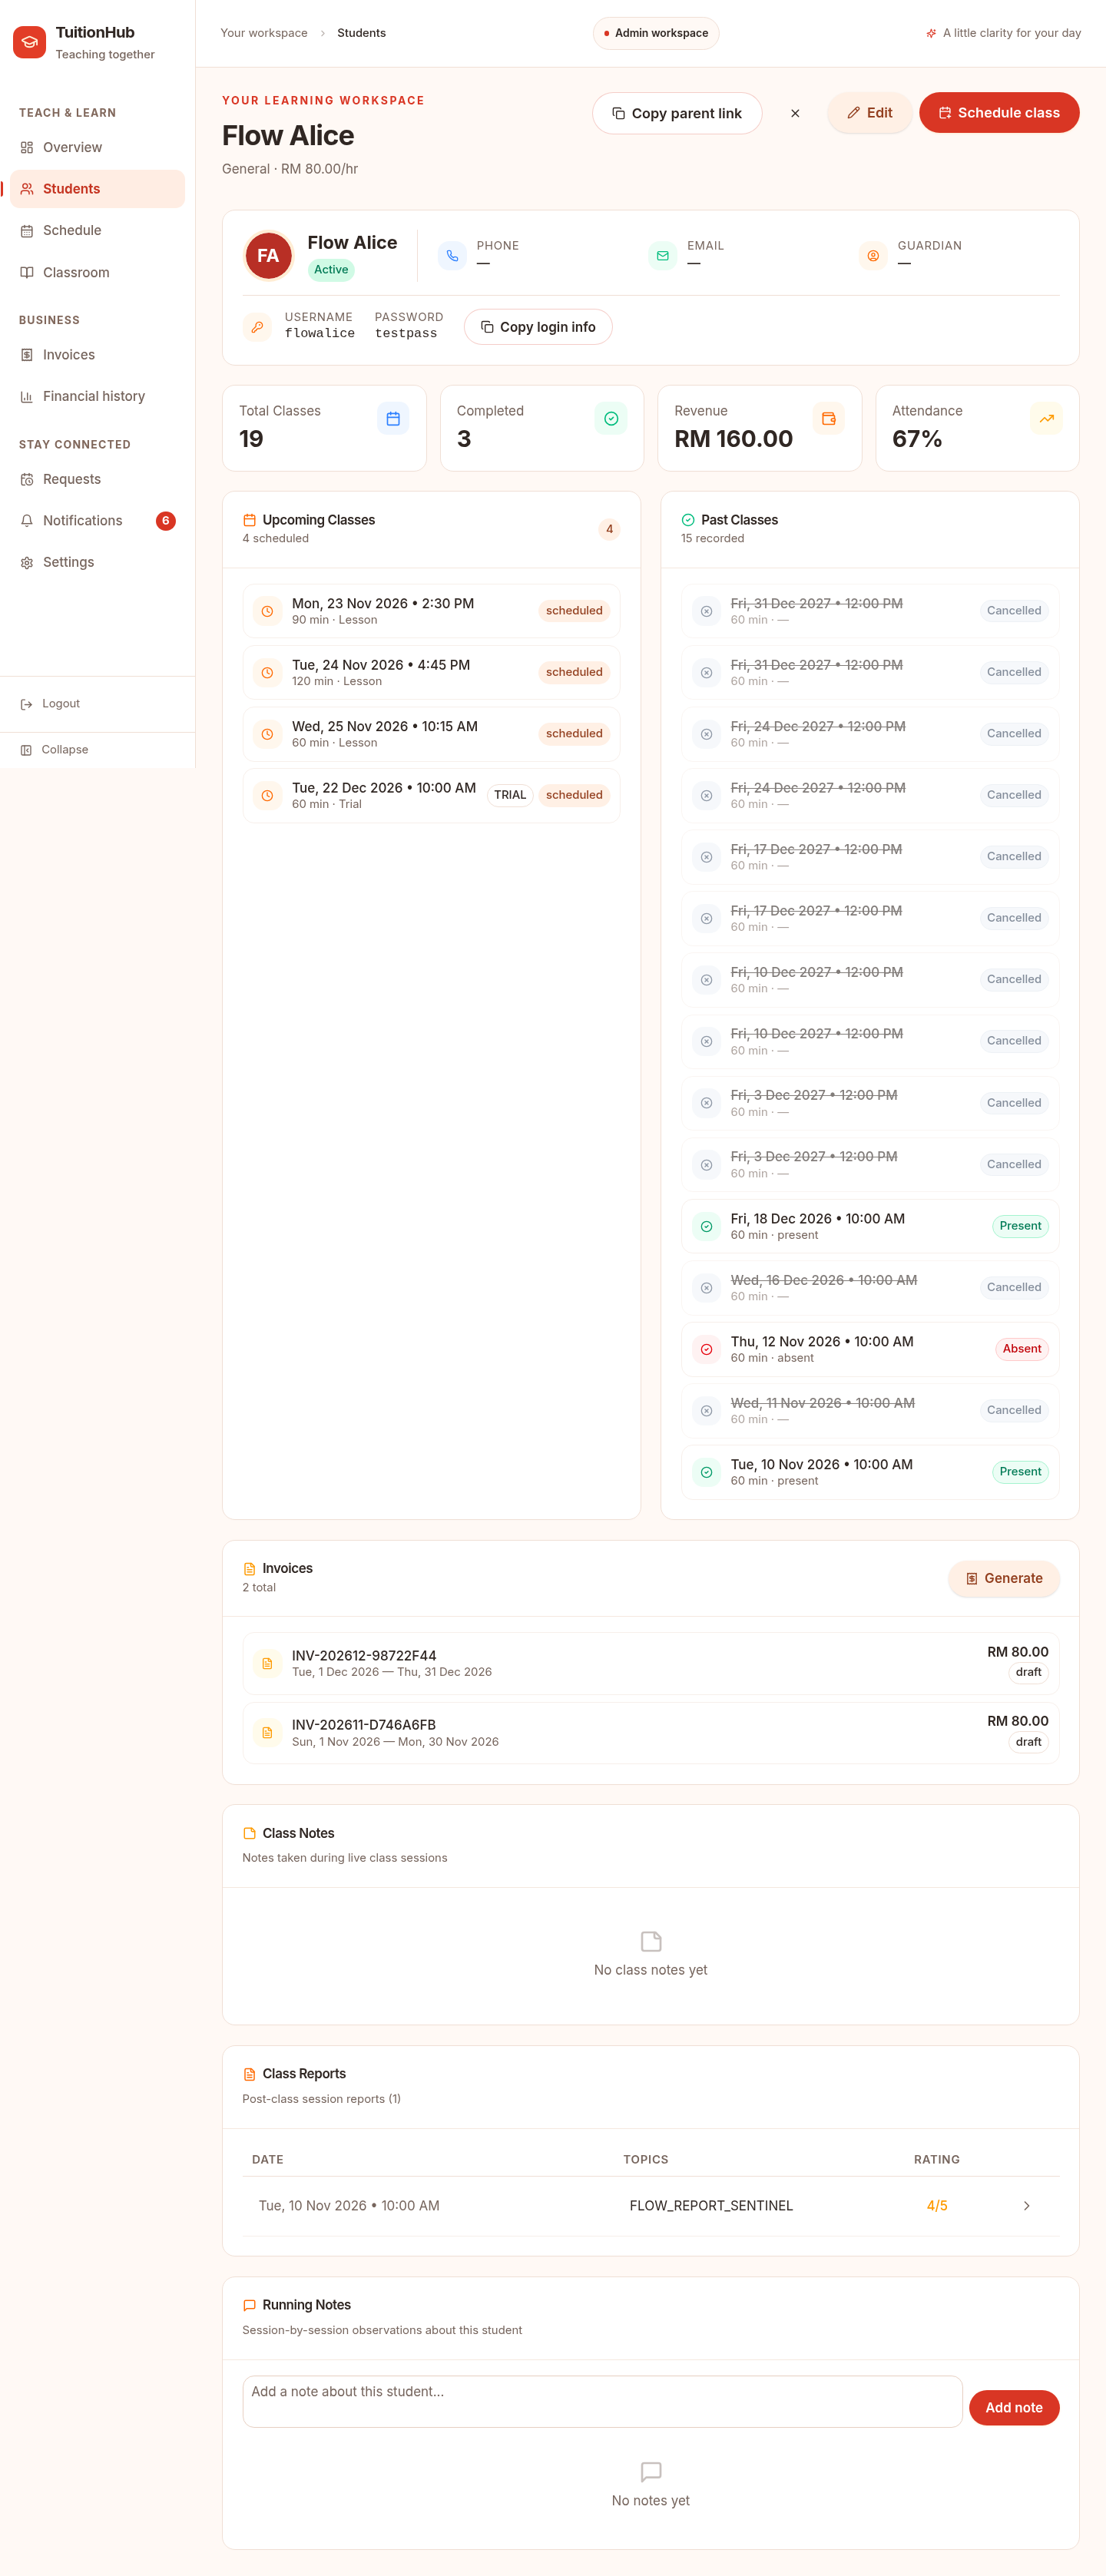 TuitionHub
Teaching together
TEACH & LEARN
Overview
Students
Schedule
Classroom
BUSINESS
Invoices
Financial history
STAY CONNECTED
Requests
Notifications 6
Settings
Logout
Collapse
Your workspace › Students
Admin workspace
A little clarity for your day
YOUR LEARNING WORKSPACE
Flow Alice
General · RM 80.00/hr
Copy parent link
Edit
Schedule class
FA
Flow Alice
Active
PHONE
—
EMAIL
—
GUARDIAN
—
USERNAME
flowalice
PASSWORD
testpass
Copy login info
Total Classes
19
Completed
3
Revenue
RM 160.00
Attendance
67%
Upcoming Classes
4 scheduled
4
Mon, 23 Nov 2026 • 2:30 PM
90 min · Lesson
scheduled
Tue, 24 Nov 2026 • 4:45 PM
120 min · Lesson
scheduled
Wed, 25 Nov 2026 • 10:15 AM
60 min · Lesson
scheduled
Tue, 22 Dec 2026 • 10:00 AM
60 min · Trial
TRIAL
scheduled
Past Classes
15 recorded
Fri, 31 Dec 2027 • 12:00 PM
60 min · —
Cancelled
Fri, 31 Dec 2027 • 12:00 PM
60 min · —
Cancelled
Fri, 24 Dec 2027 • 12:00 PM
60 min · —
Cancelled
Fri, 24 Dec 2027 • 12:00 PM
60 min · —
Cancelled
Fri, 17 Dec 2027 • 12:00 PM
60 min · —
Cancelled
Fri, 17 Dec 2027 • 12:00 PM
60 min · —
Cancelled
Fri, 10 Dec 2027 • 12:00 PM
60 min · —
Cancelled
Fri, 10 Dec 2027 • 12:00 PM
60 min · —
Cancelled
Fri, 3 Dec 2027 • 12:00 PM
60 min · —
Cancelled
Fri, 3 Dec 2027 • 12:00 PM
60 min · —
Cancelled
Fri, 18 Dec 2026 • 10:00 AM
60 min · present
Present
Wed, 16 Dec 2026 • 10:00 AM
60 min · —
Cancelled
Thu, 12 Nov 2026 • 10:00 AM
60 min · absent
Absent
Wed, 11 Nov 2026 • 10:00 AM
60 min · —
Cancelled
Tue, 10 Nov 2026 • 10:00 AM
60 min · present
Present
Invoices
2 total
Generate
INV-202612-98722F44
Tue, 1 Dec 2026 — Thu, 31 Dec 2026
RM 80.00
draft
INV-202611-D746A6FB
Sun, 1 Nov 2026 — Mon, 30 Nov 2026
RM 80.00
draft
Class Notes
Notes taken during live class sessions
No class notes yet
Class Reports
Post-class session reports (1)
DATE TOPICS RATING
Tue, 10 Nov 2026 • 10:00 AM FLOW_REPORT_SENTINEL 4/5
Running Notes
Session-by-session observations about this student
Add a note about this student...
Add note
No notes yet